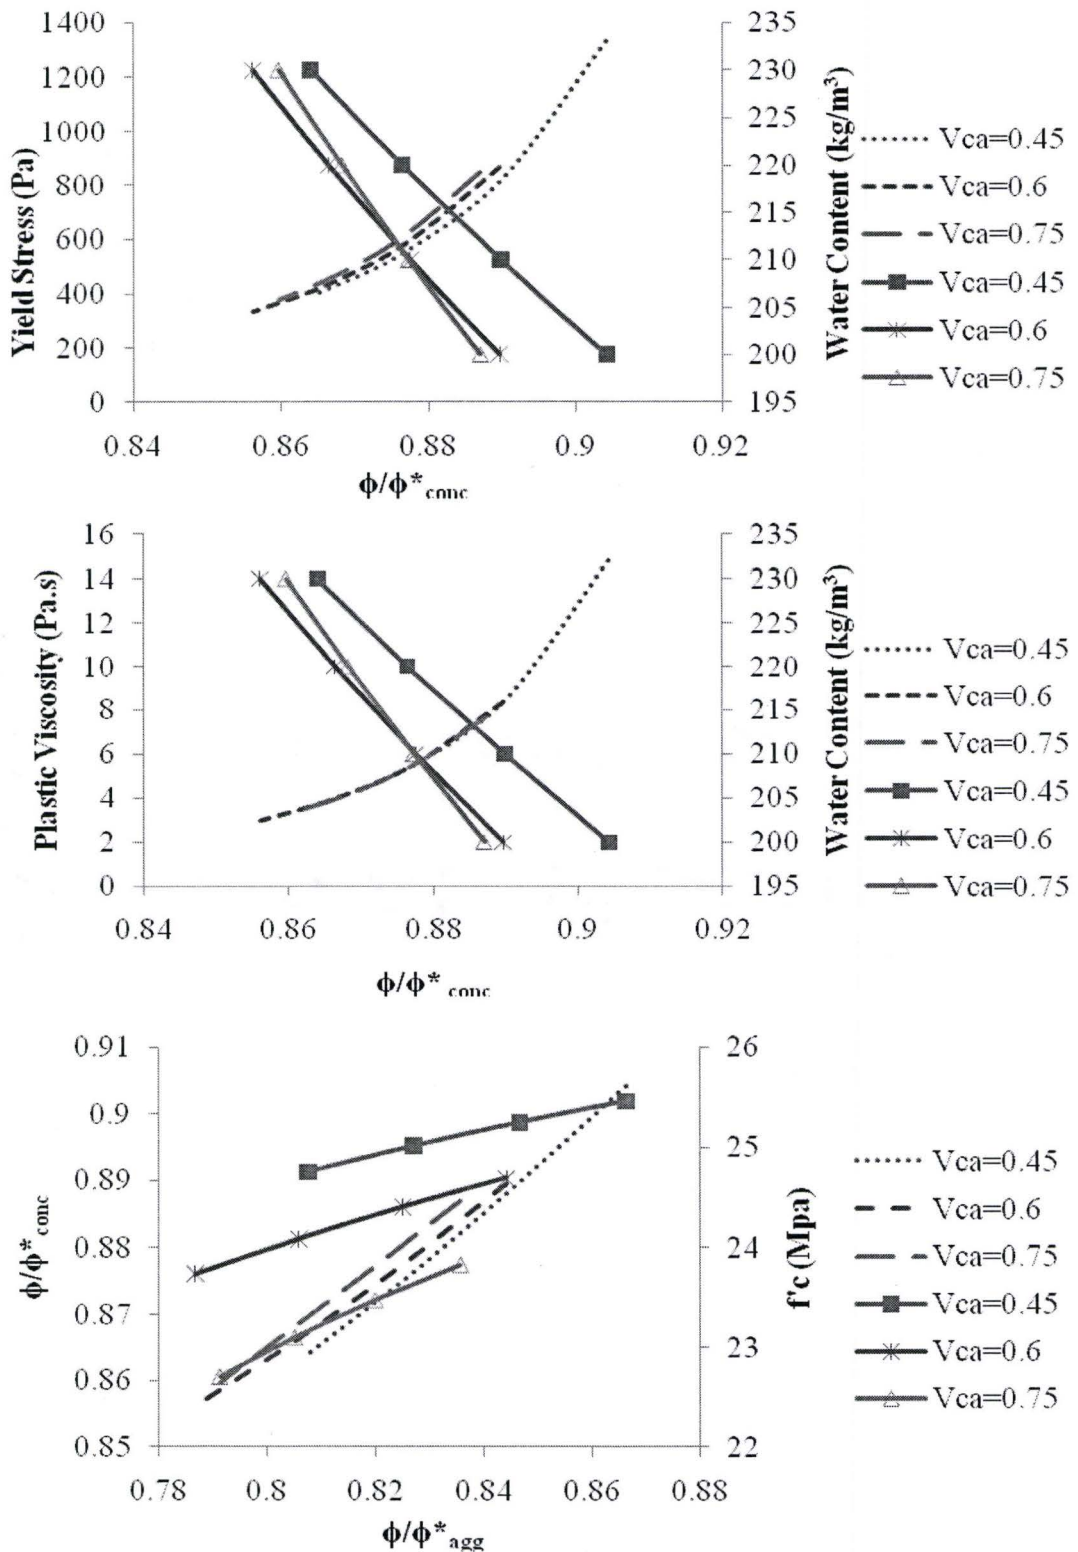 1400
1200
1000
800
600
400
200
0
Yield Stress (Pa)
235
230
225
220
215
210
205
200
195
Water Content (kg/m³)
0.84 0.86 0.88 0.9 0.92
ϕ/ϕ*conc
Vca=0.45
Vca=0.6
Vca=0.75
Vca=0.45
Vca=0.6
Vca=0.75
16
14
12
10
8
6
4
2
0
Plastic Viscosity (Pa.s)
235
230
225
220
215
210
205
200
195
Water Content (kg/m³)
0.84 0.86 0.88 0.9 0.92
ϕ/ϕ* conc
Vca=0.45
Vca=0.6
Vca=0.75
Vca=0.45
Vca=0.6
Vca=0.75
0.91
0.9
0.89
0.88
0.87
0.86
0.85
ϕ/ϕ*conc
26
25
24
23
22
f'c (Mpa)
0.78 0.8 0.82 0.84 0.86 0.88
ϕ/ϕ*agg
Vca=0.45
Vca=0.6
Vca=0.75
Vca=0.45
Vca=0.6
Vca=0.75